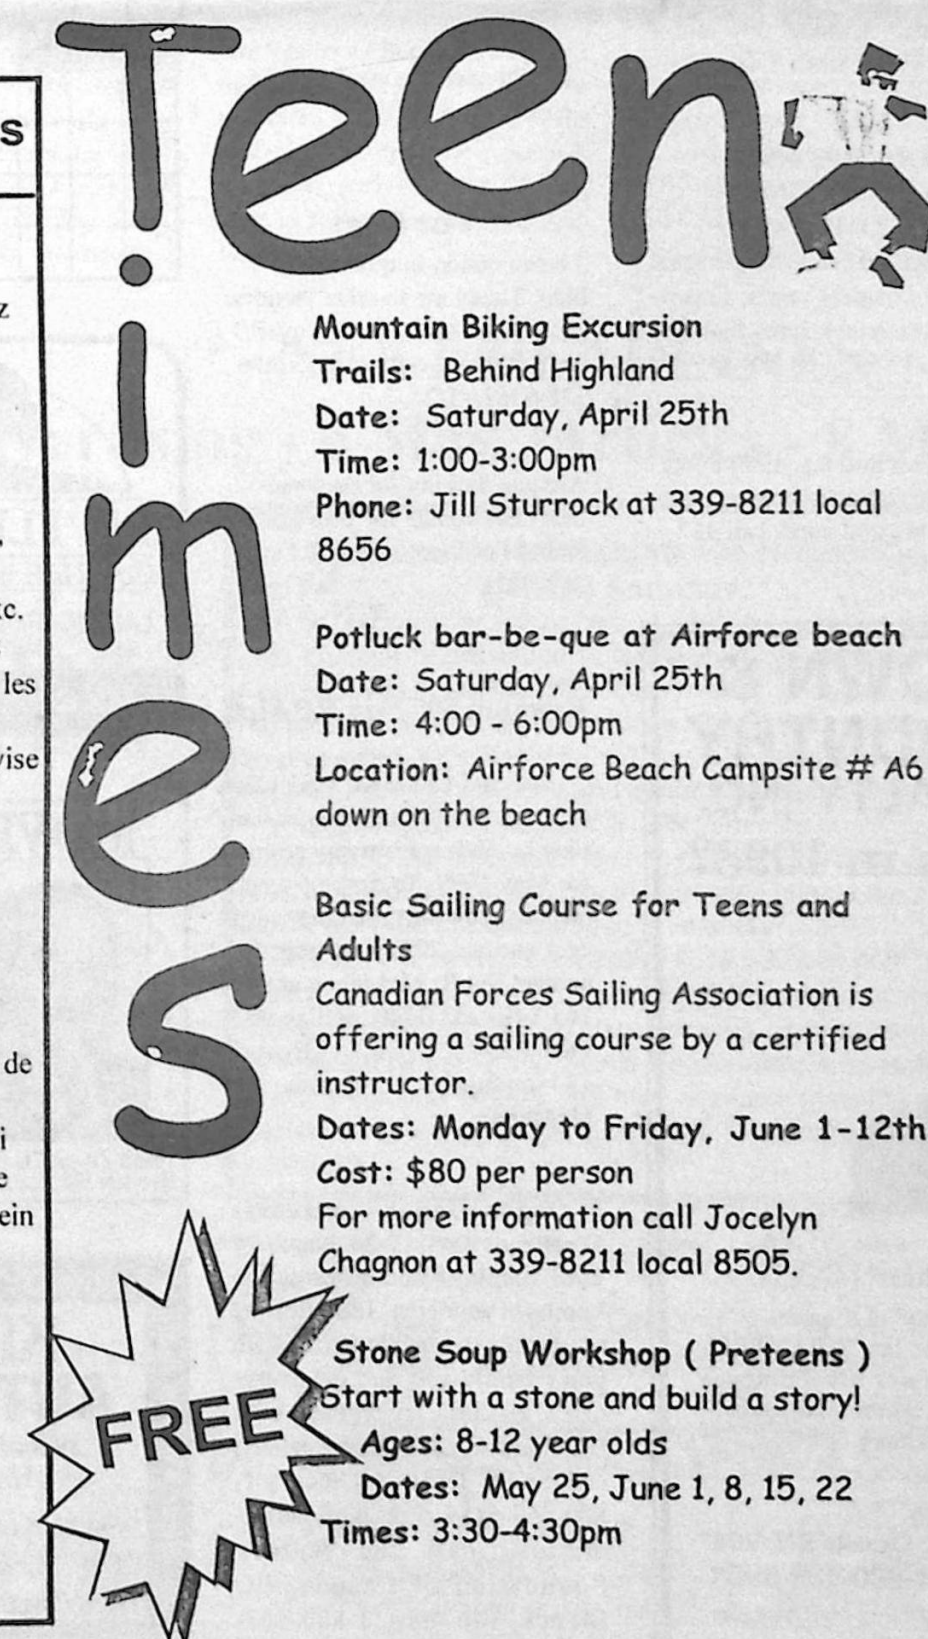 Teen
Times
s
z
c.
les
vise
de
i
e
ein
Mountain Biking Excursion
Trails: Behind Highland
Date: Saturday, April 25th
Time: 1:00-3:00pm
Phone: Jill Sturrock at 339-8211 local
8656
Potluck bar-be-que at Airforce beach
Date: Saturday, April 25th
Time: 4:00 - 6:00pm
Location: Airforce Beach Campsite # A6
down on the beach
Basic Sailing Course for Teens and
Adults
Canadian Forces Sailing Association is
offering a sailing course by a certified
instructor.
Dates: Monday to Friday, June 1-12th
Cost: $80 per person
For more information call Jocelyn
Chagnon at 339-8211 local 8505.
Stone Soup Workshop ( Preteens )
Start with a stone and build a story!
Ages: 8-12 year olds
Dates: May 25, June 1, 8, 15, 22
Times: 3:30-4:30pm
FREE